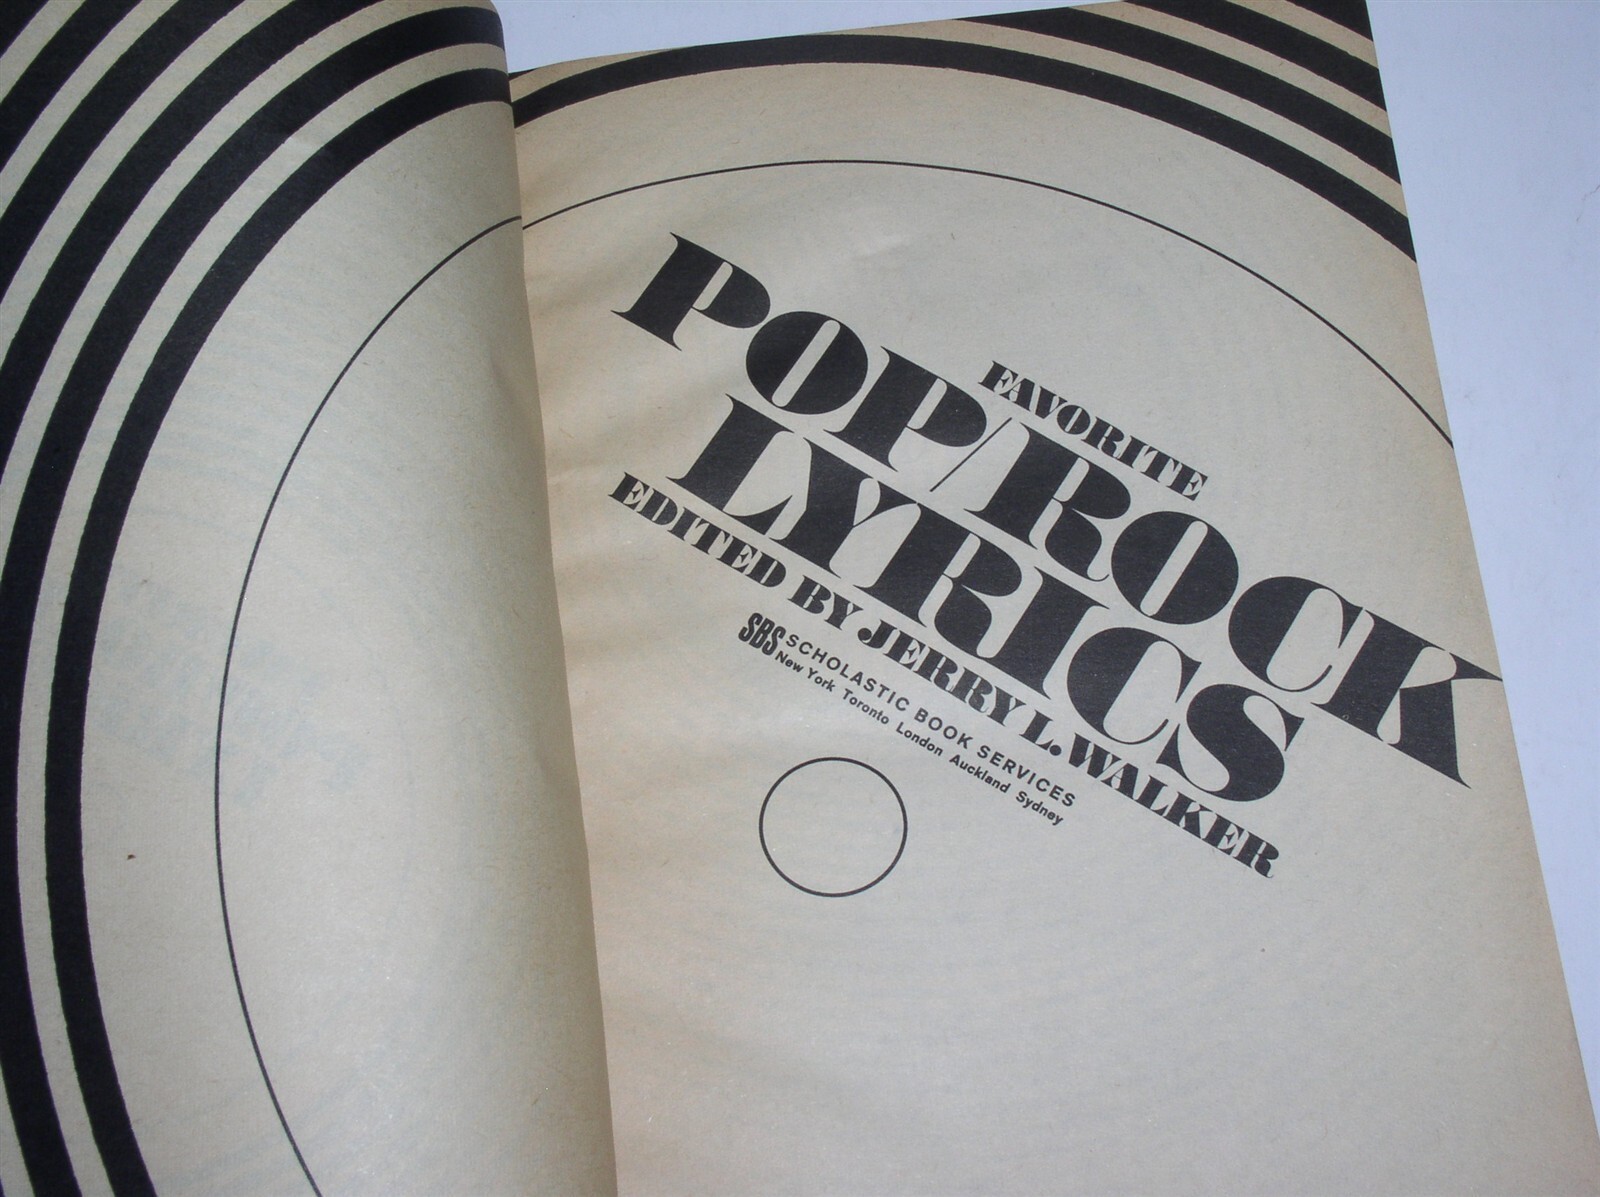 FAVORITE
POP/ROCK
LYRICS
EDITED BY JERRY L. WALKER
SBS SCHOLASTIC BOOK SERVICES
New York Toronto London Auckland Sydney